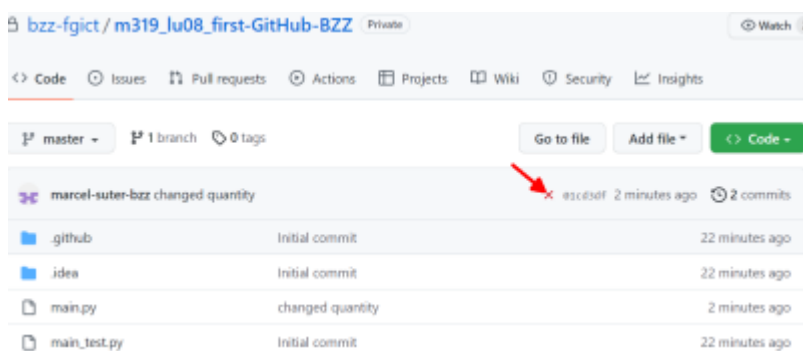 bzz-fgict / m319_lu08_first-GitHub-BZZ Private Watch
<> Code Issues Pull requests Actions Projects Wiki Security Insights
master 1 branch 0 tags Go to file Add file <> Code
marcel-suter-bzz changed quantity 2 minutes ago 2 commits
.github Initial commit 22 minutes ago
.idea Initial commit 22 minutes ago
main.py changed quantity 2 minutes ago
main_test.py Initial commit 22 minutes ago